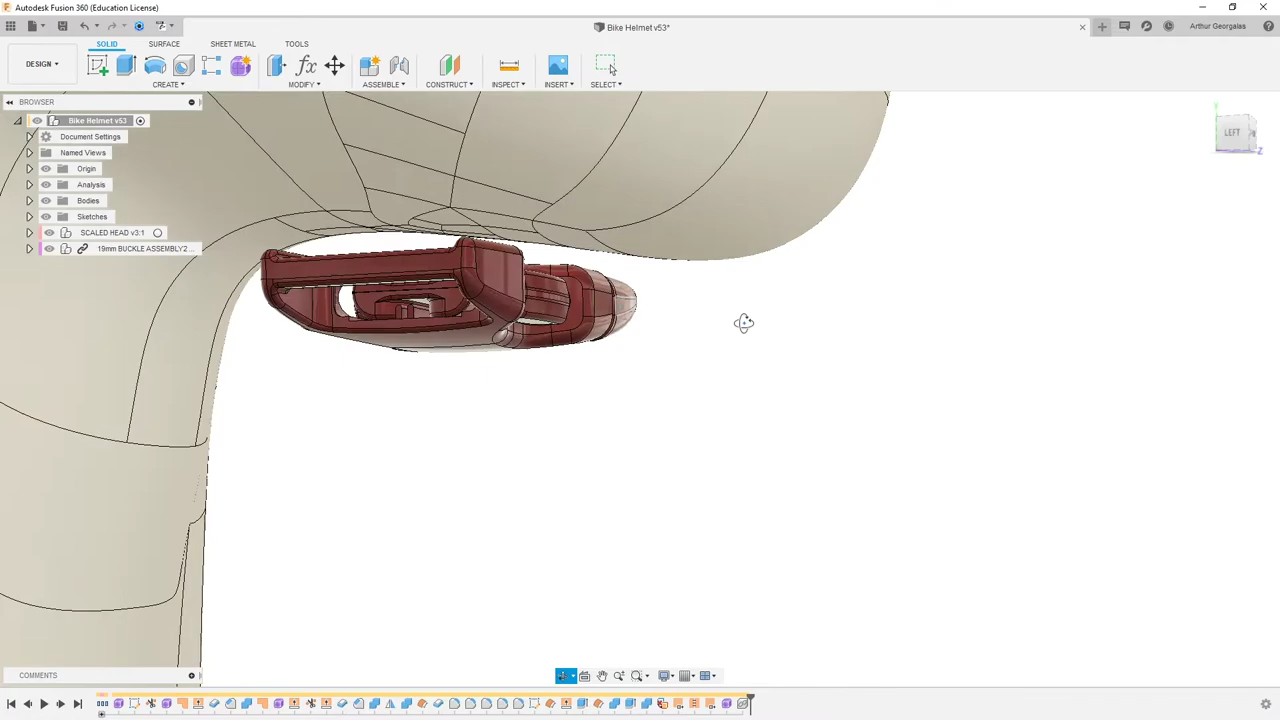 Autodesk Fusion 360 (Education License)
Bike Helmet v53*
Arthur Georgalas
SOLID SURFACE SHEET METAL TOOLS
DESIGN
CREATE MODIFY ASSEMBLE CONSTRUCT INSPECT INSERT SELECT
BROWSER
Bike Helmet v53
Document Settings
Named Views
Origin
Analysis
Bodies
Sketches
SCALED HEAD v3:1
19mm BUCKLE ASSEMBLY2...
LEFT
Y
Z
COMMENTS